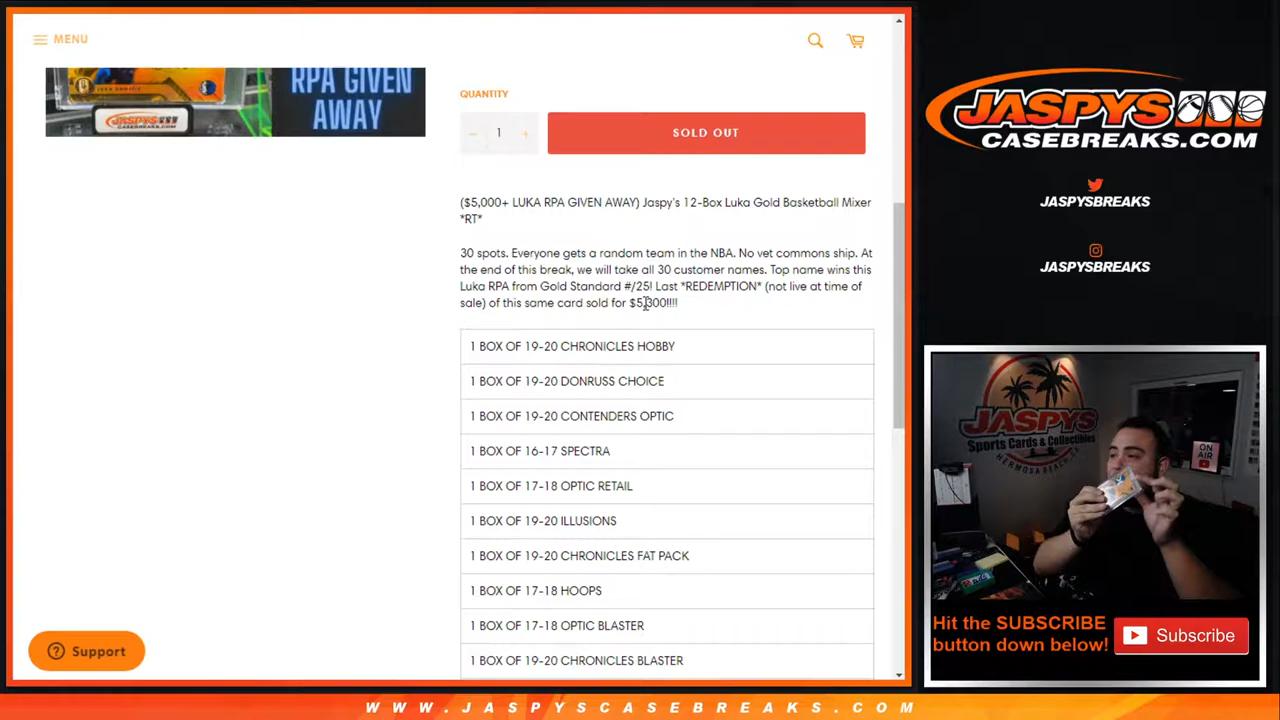 MENU
RPA GIVEN
AWAY
JASPYS
CASEBREAKS.COM
QUANTITY
− 1 +
SOLD OUT
($5,000+ LUKA RPA GIVEN AWAY) Jaspy's 12-Box Luka Gold Basketball Mixer
*RT*
30 spots. Everyone gets a random team in the NBA. No vet commons ship. At
the end of this break, we will take all 30 customer names. Top name wins this
Luka RPA from Gold Standard #/25! Last *REDEMPTION* (not live at time of
sale) of this same card sold for $5,300!!!!
1 BOX OF 19-20 CHRONICLES HOBBY
1 BOX OF 19-20 DONRUSS CHOICE
1 BOX OF 19-20 CONTENDERS OPTIC
1 BOX OF 16-17 SPECTRA
1 BOX OF 17-18 OPTIC RETAIL
1 BOX OF 19-20 ILLUSIONS
1 BOX OF 19-20 CHRONICLES FAT PACK
1 BOX OF 17-18 HOOPS
1 BOX OF 17-18 OPTIC BLASTER
1 BOX OF 19-20 CHRONICLES BLASTER
Support
JASPYS
CASEBREAKS.COM
JASPYSBREAKS
JASPYSBREAKS
JASPYS
Sports Cards & Collectibles
HERMOSA BEACH, CA
ON
AIR
Hit the SUBSCRIBE
button down below!
Subscribe
WWW.JASPYSCASEBREAKS.COM